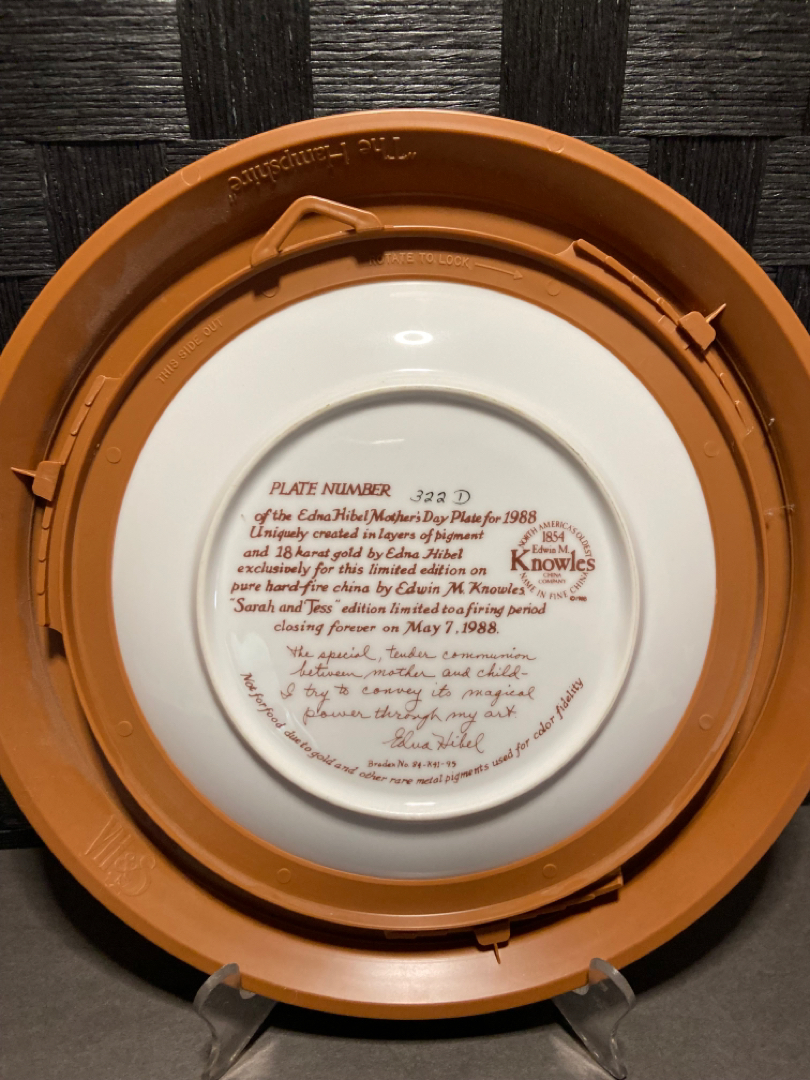 "The Hampshire"
ROTATE TO LOCK
THIS SIDE OUT
PLATE NUMBER 322 D
of the Edna Hibel Mother's Day Plate for 1988
Uniquely created in layers of pigment
and 18 karat gold by Edna Hibel
exclusively for this limited edition on
pure hard-fire china by Edwin M. Knowles
"Sarah and Tess" edition limited to a firing period
closing forever on May 7, 1988.
NORTH AMERICA'S OLDEST
1854
Edwin M.
Knowles
CHINA
COMPANY
NAME IN FINE CHINA
The special, tender communion
between mother and child–
I try to convey its magical
power through my art
Edna Hibel
Bradex No. 84-K41-
Not for food due to gold and other rare metal pigments used for color fidelity